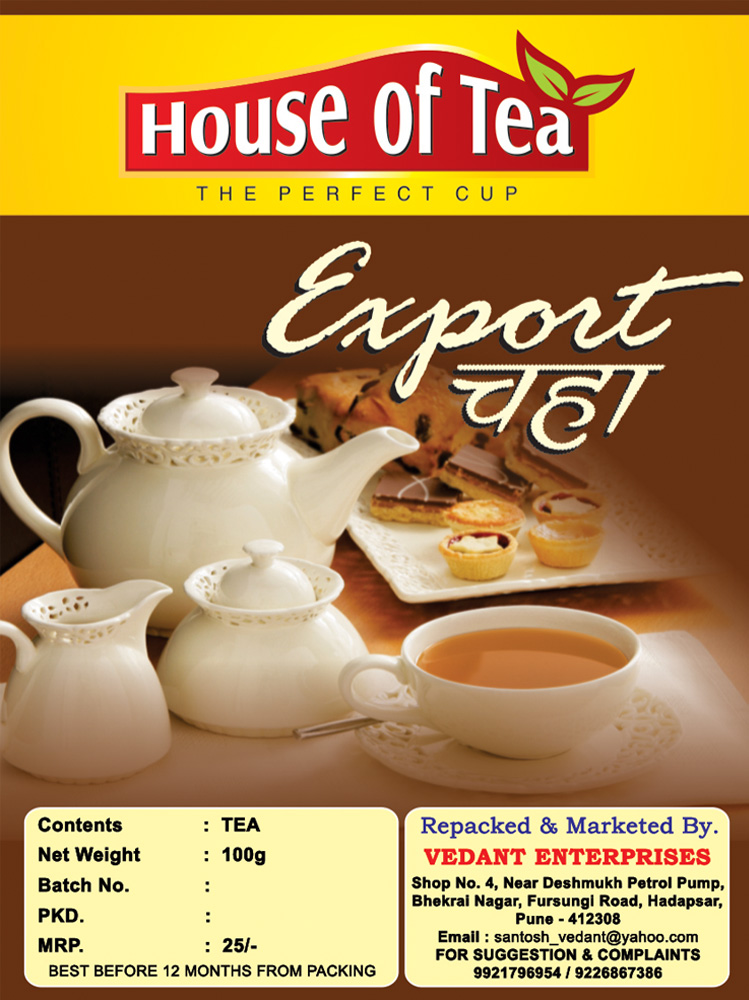 House of Tea
THE PERFECT CUP
Export
चहा
Contents : TEA
Net Weight : 100g
Batch No. :
PKD. :
MRP. : 25/-
BEST BEFORE 12 MONTHS FROM PACKING
Repacked & Marketed By.
VEDANT ENTERPRISES
Shop No. 4, Near Deshmukh Petrol Pump,
Bhekrai Nagar, Fursungi Road, Hadapsar,
Pune - 412308
Email : santosh_vedant@yahoo.com
FOR SUGGESTION & COMPLAINTS
9921796954 / 9226867386